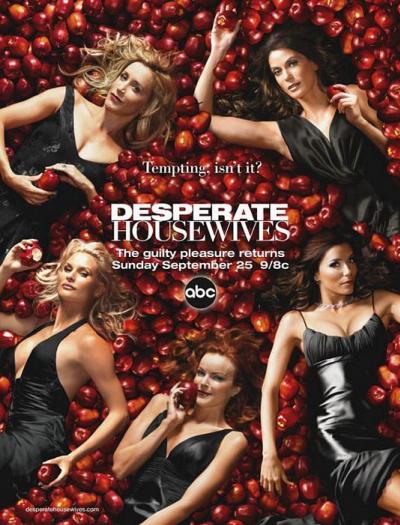 Tempting, isn't it?
DESPERATE
HOUSEWIVES
The guilty pleasure returns
Sunday September 25 9/8c
abc
desperatehousewives.com